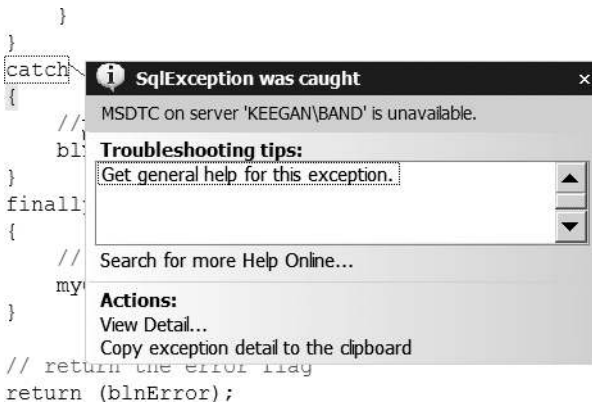 }
}
catch
{
//
bl
}
finall
{
//
my
}
// return the error flag
return (blnError);
SqlException was caught
×
MSDTC on server 'KEEGAN\BAND' is unavailable.
Troubleshooting tips:
Get general help for this exception.
Search for more Help Online...
Actions:
View Detail...
Copy exception detail to the clipboard